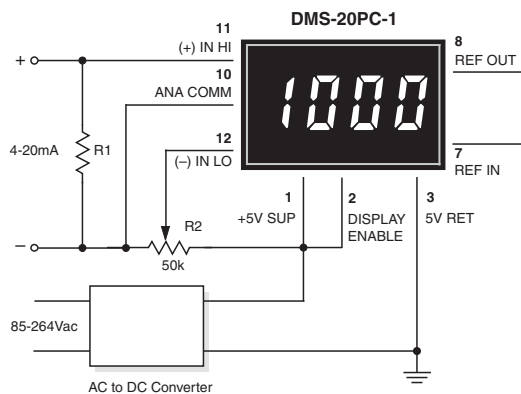 DMS-20PC-1
11
(+) IN HI
10
ANA COMM
12
(–) IN LO
1000
8
REF OUT
7
REF IN
+
4-20mA
R1
–
R2
50k
1
+5V SUP
2
DISPLAY
ENABLE
3
5V RET
85-264Vac
AC to DC Converter